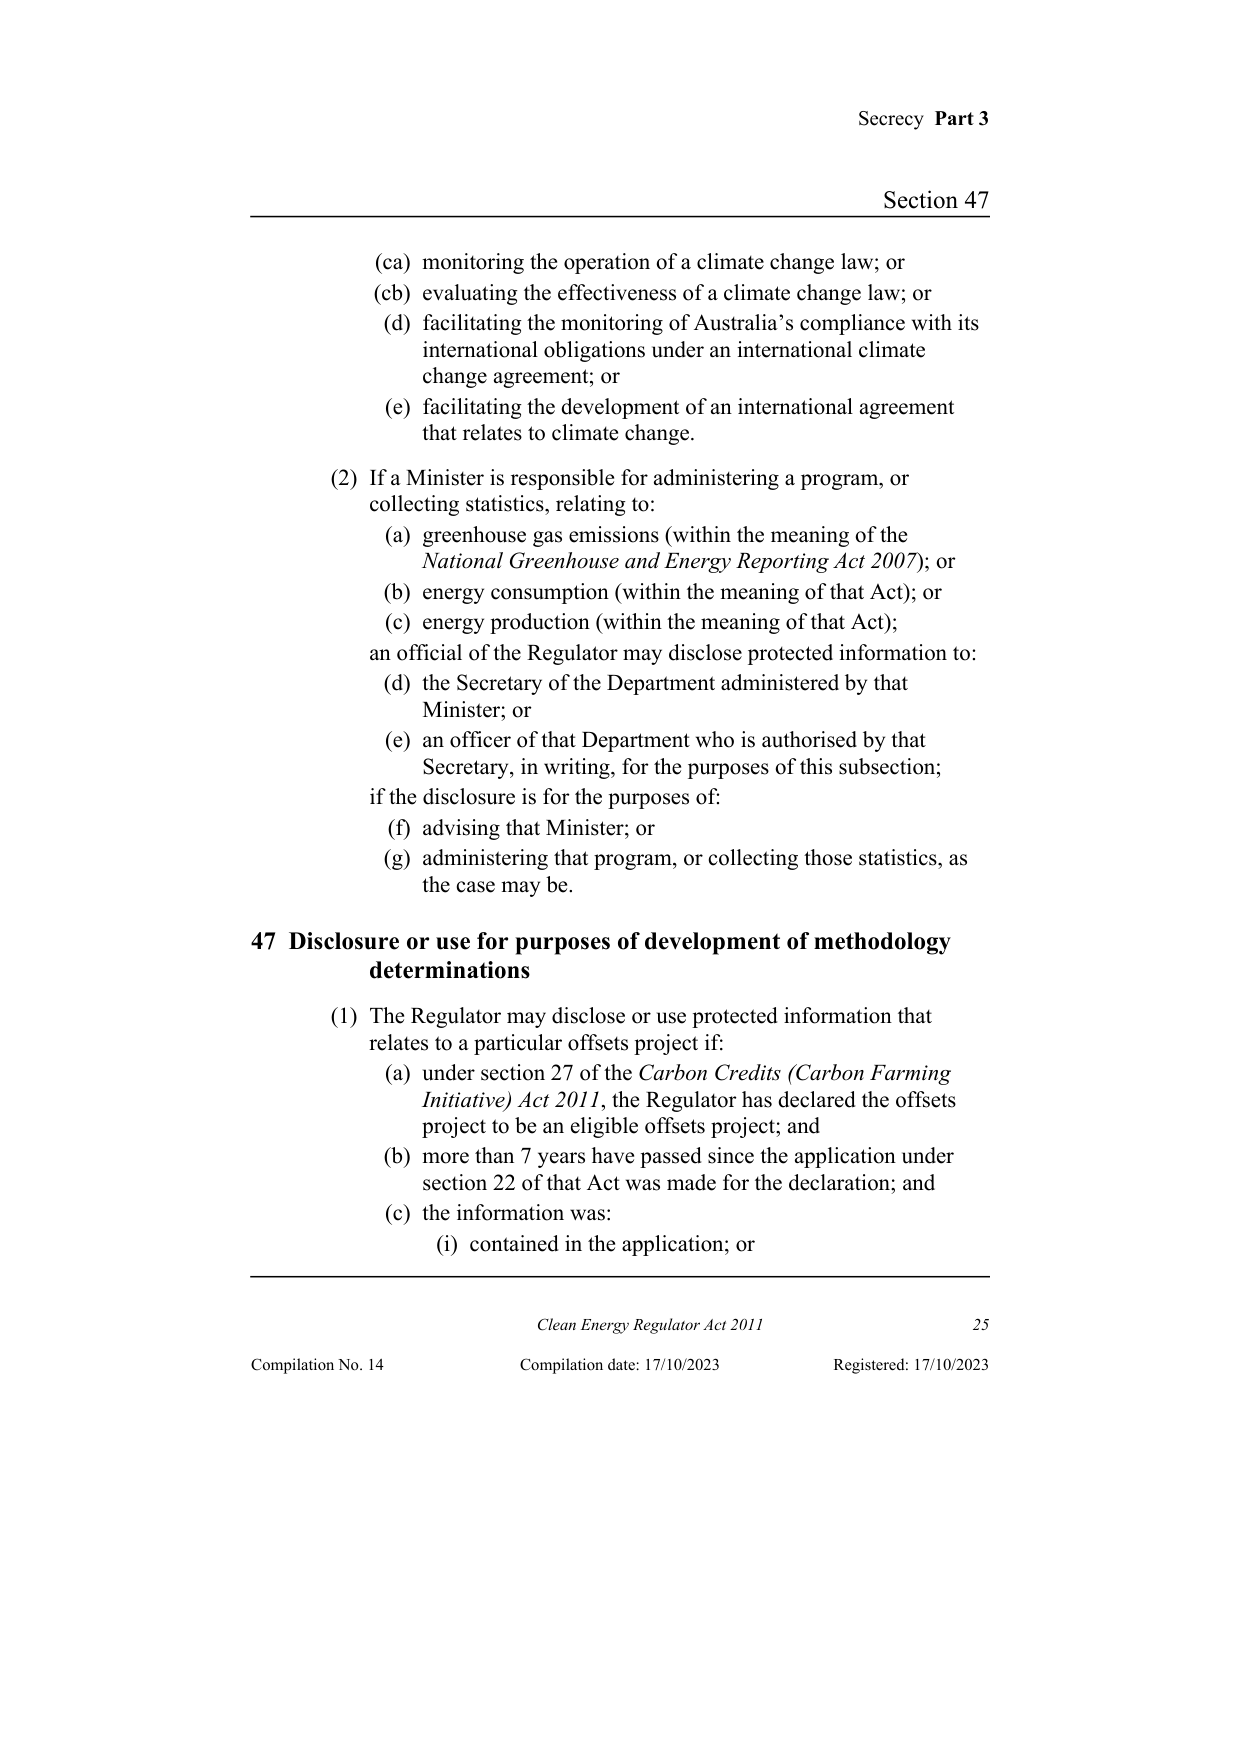 Secrecy Part 3
Section 47
(ca) monitoring the operation of a climate change law; or
(cb) evaluating the effectiveness of a climate change law; or
(d) facilitating the monitoring of Australia’s compliance with its
international obligations under an international climate
change agreement; or
(e) facilitating the development of an international agreement
that relates to climate change.
(2) If a Minister is responsible for administering a program, or
collecting statistics, relating to:
(a) greenhouse gas emissions (within the meaning of the
National Greenhouse and Energy Reporting Act 2007); or
(b) energy consumption (within the meaning of that Act); or
(c) energy production (within the meaning of that Act);
an official of the Regulator may disclose protected information to:
(d) the Secretary of the Department administered by that
Minister; or
(e) an officer of that Department who is authorised by that
Secretary, in writing, for the purposes of this subsection;
if the disclosure is for the purposes of:
(f) advising that Minister; or
(g) administering that program, or collecting those statistics, as
the case may be.
47 Disclosure or use for purposes of development of methodology
determinations
(1) The Regulator may disclose or use protected information that
relates to a particular offsets project if:
(a) under section 27 of the Carbon Credits (Carbon Farming
Initiative) Act 2011, the Regulator has declared the offsets
project to be an eligible offsets project; and
(b) more than 7 years have passed since the application under
section 22 of that Act was made for the declaration; and
(c) the information was:
(i) contained in the application; or
Clean Energy Regulator Act 2011 25
Compilation No. 14 Compilation date: 17/10/2023 Registered: 17/10/2023